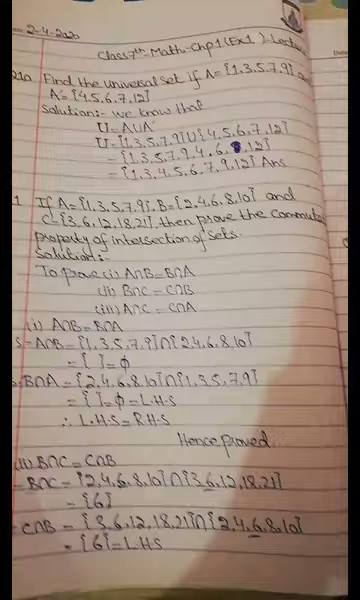 2-4-2020
Class 7th-Math-Chp 1 (Ex 1 )-Lectu
Q1a Find the universal set if A={1,3,5,7,9} and
A'={4,5,6,7,12}
Solution:- we know that
U=A∪A'
U={1,3,5,7,9}∪{4,5,6,7,12}
={1,3,5,7,9,4,6,12}
={1,3,4,5,6,7,9,12} Ans
1 If A={1,3,5,7,9}, B={2,4,6,8,10} and
C={3,6,12,18,21}, then prove the commuta
property of intersection of sets.
Solution:-
To prove (i) A∩B=B∩A
(ii) B∩C=C∩B
(iii) A∩C=C∩A
(i) A∩B=B∩A
S-A∩B={1,3,5,7,9}∩{2,4,6,8,10}
={ }=ϕ
B∩A={2,4,6,8,10}∩{1,3,5,7,9}
={ }=ϕ=L.H.S
∴ L.H.S=R.H.S
Hence proved
(ii) B∩C=C∩B
-B∩C={2,4,6,8,10}∩{3,6,12,18,21}
={6}
-C∩B={3,6,12,18,21}∩{2,4,6,8,10}
={6}=L.H.S